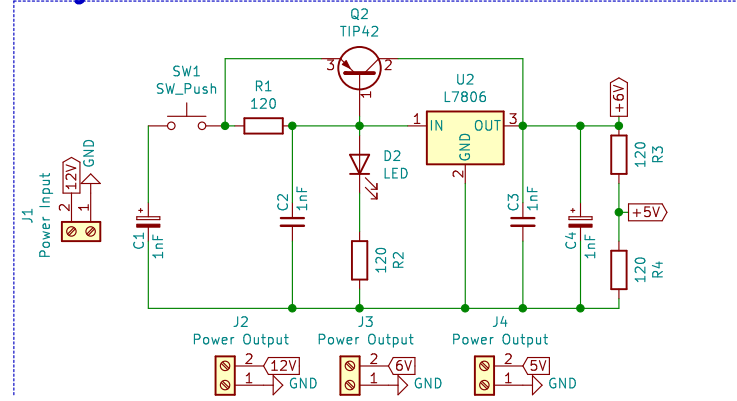 Q2
TIP42
3
2
1
SW1
SW_Push
R1
120
U2
L7806
1
IN
OUT
3
GND
2
+6V
120
R3
+5V
120
R4
D2
LED
120
R2
C1
1nF
+
C2
1nF
C3
1nF
C4
1nF
+
J1
Power Input
12V
GND
2
1
J2
Power Output
2
12V
1
GND
J3
Power Output
2
6V
1
GND
J4
Power Output
2
5V
1
GND